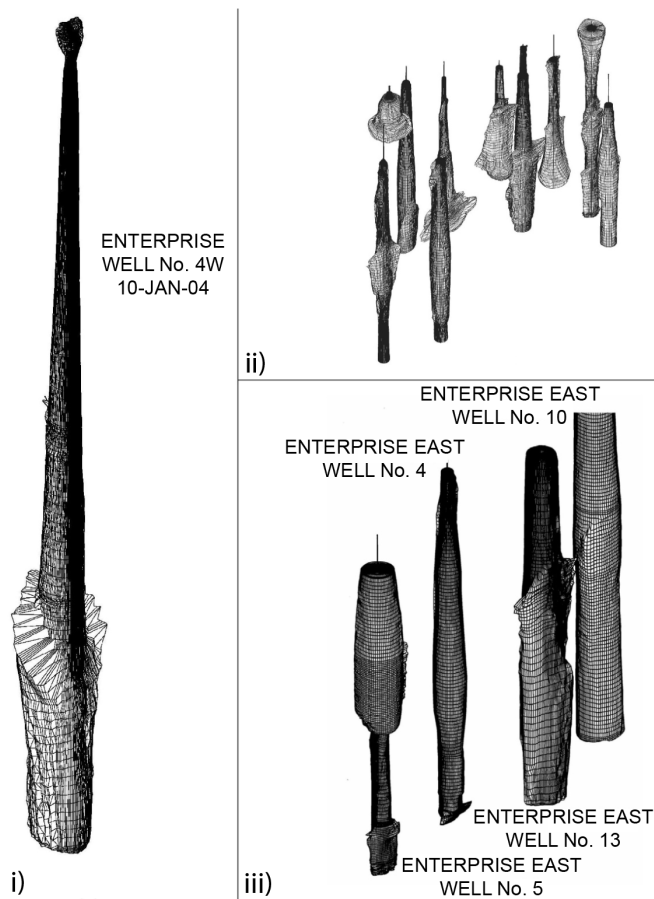 ENTERPRISE
WELL No. 4W
10-JAN-04
i)
ii)
ENTERPRISE EAST
WELL No. 10
ENTERPRISE EAST
WELL No. 4
ENTERPRISE EAST
WELL No. 13
ENTERPRISE EAST
WELL No. 5
iii)